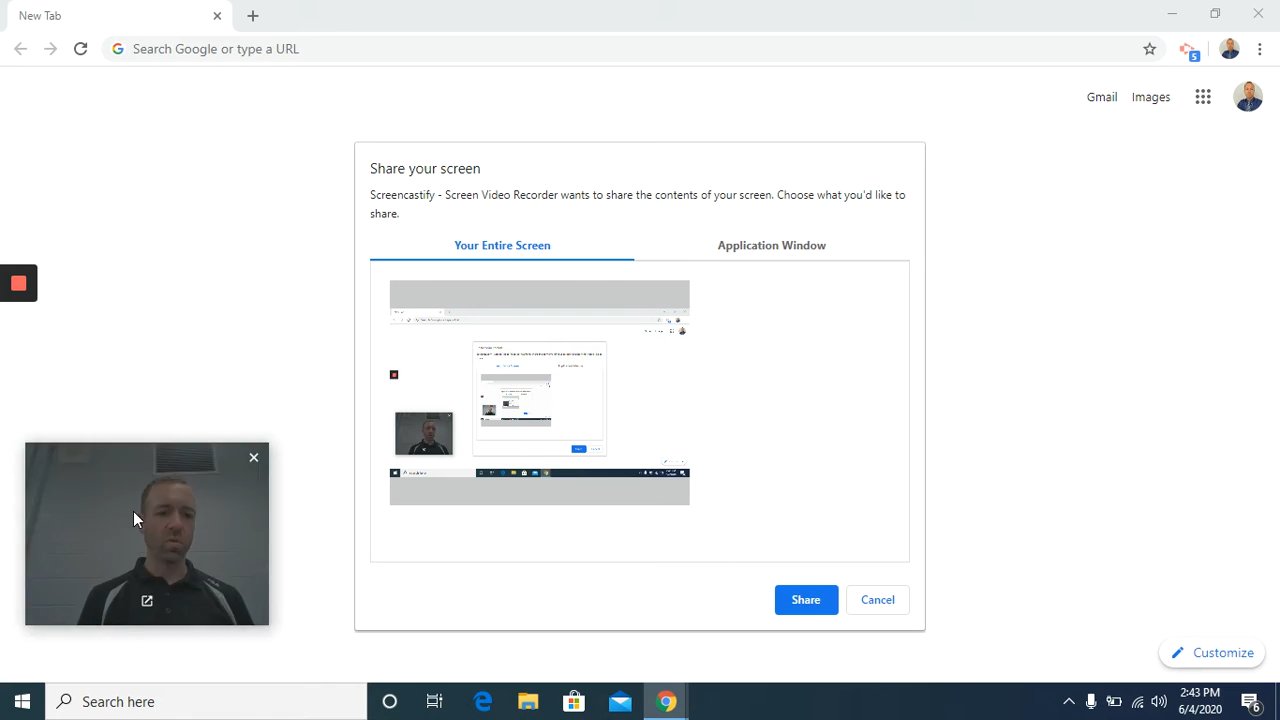 New Tab
Search Google or type a URL
5
Gmail Images
Share your screen
Screencastify - Screen Video Recorder wants to share the contents of your screen. Choose what you'd like to
share.
Your Entire Screen Application Window
Share Cancel
Customize
Search here
2:43 PM
6/4/2020
6